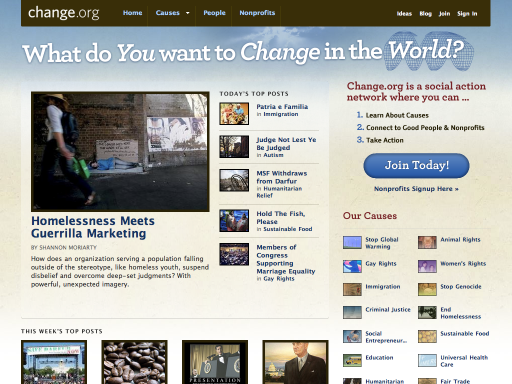 change.org
Home Causes People Nonprofits
Ideas Blog Join Sign In
What do You want to Change in the World?
Homelessness Meets
Guerrilla Marketing
BY SHANNON MORIARTY
How does an organization serving a population falling
outside of the stereotype, like homeless youth, suspend
disbelief and overcome deep-set judgments? With
powerful, unexpected imagery.
TODAY'S TOP POSTS
Patria e Familia
in Immigration
Judge Not Lest Ye
Be Judged
in Autism
MSF Withdraws
from Darfur
in Humanitarian
Relief
Hold The Fish,
Please
in Sustainable Food
Members of
Congress
Supporting
Marriage Equality
in Gay Rights
Change.org is a social action
network where you can ...
1. Learn About Causes
2. Connect to Good People & Nonprofits
3. Take Action
Join Today!
Nonprofits Signup Here »
Our Causes
Stop Global
Warming
Animal Rights
Gay Rights
Women's Rights
Immigration
Stop Genocide
Criminal Justice
End
Homelessness
Social
Entrepreneur...
Sustainable Food
Education
Universal Health
Care
Humanitarian
Fair Trade
THIS WEEK'S TOP POSTS
PRESENTATION